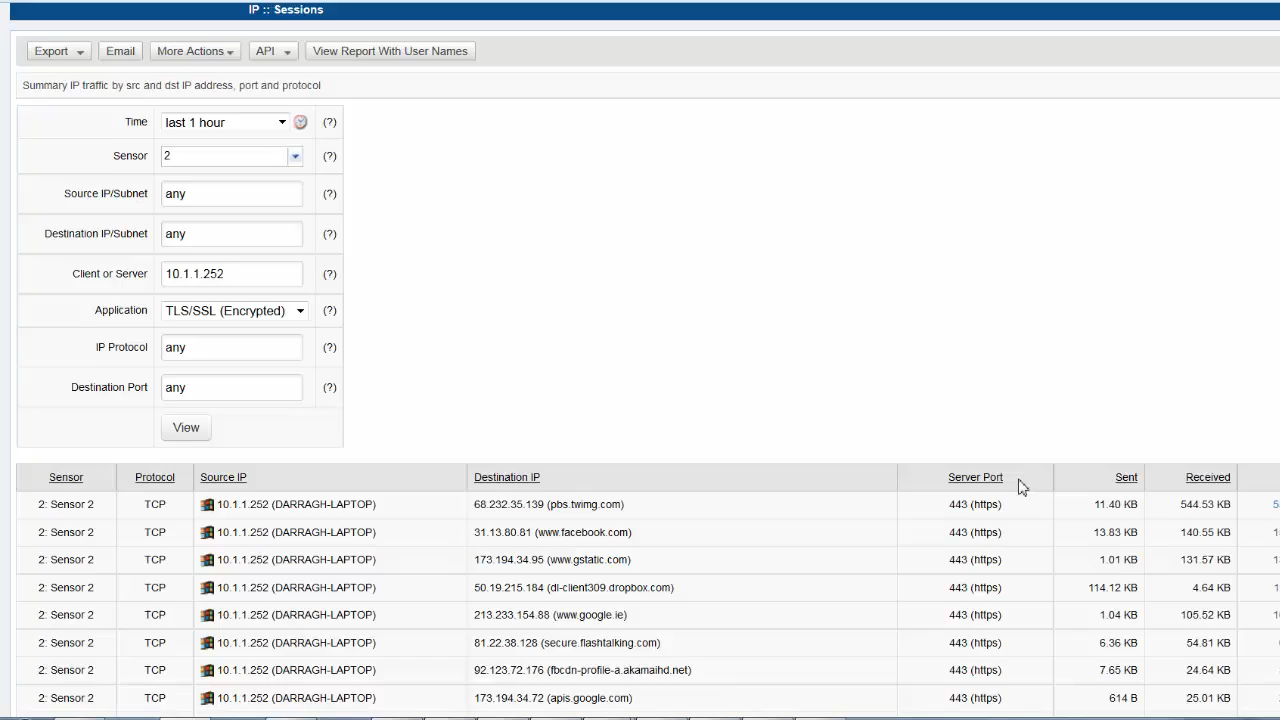 IP :: Sessions
Export Email More Actions API View Report With User Names
Summary IP traffic by src and dst IP address, port and protocol
Time last 1 hour (?)
Sensor 2 (?)
Source IP/Subnet any (?)
Destination IP/Subnet any (?)
Client or Server 10.1.1.252 (?)
Application TLS/SSL (Encrypted) (?)
IP Protocol any (?)
Destination Port any (?)
View
Sensor Protocol Source IP Destination IP Server Port Sent Received
2: Sensor 2 TCP 10.1.1.252 (DARRAGH-LAPTOP) 68.232.35.139 (pbs.twimg.com) 443 (https) 11.40 KB 544.53 KB
2: Sensor 2 TCP 10.1.1.252 (DARRAGH-LAPTOP) 31.13.80.81 (www.facebook.com) 443 (https) 13.83 KB 140.55 KB
2: Sensor 2 TCP 10.1.1.252 (DARRAGH-LAPTOP) 173.194.34.95 (www.gstatic.com) 443 (https) 1.01 KB 131.57 KB
2: Sensor 2 TCP 10.1.1.252 (DARRAGH-LAPTOP) 50.19.215.184 (dl-client309.dropbox.com) 443 (https) 114.12 KB 4.64 KB
2: Sensor 2 TCP 10.1.1.252 (DARRAGH-LAPTOP) 213.233.154.88 (www.google.ie) 443 (https) 1.04 KB 105.52 KB
2: Sensor 2 TCP 10.1.1.252 (DARRAGH-LAPTOP) 81.22.38.128 (secure.flashtalking.com) 443 (https) 6.36 KB 54.81 KB
2: Sensor 2 TCP 10.1.1.252 (DARRAGH-LAPTOP) 92.123.72.176 (fbcdn-profile-a.akamaihd.net) 443 (https) 7.65 KB 24.64 KB
2: Sensor 2 TCP 10.1.1.252 (DARRAGH-LAPTOP) 173.194.34.72 (apis.google.com) 443 (https) 614 B 25.01 KB